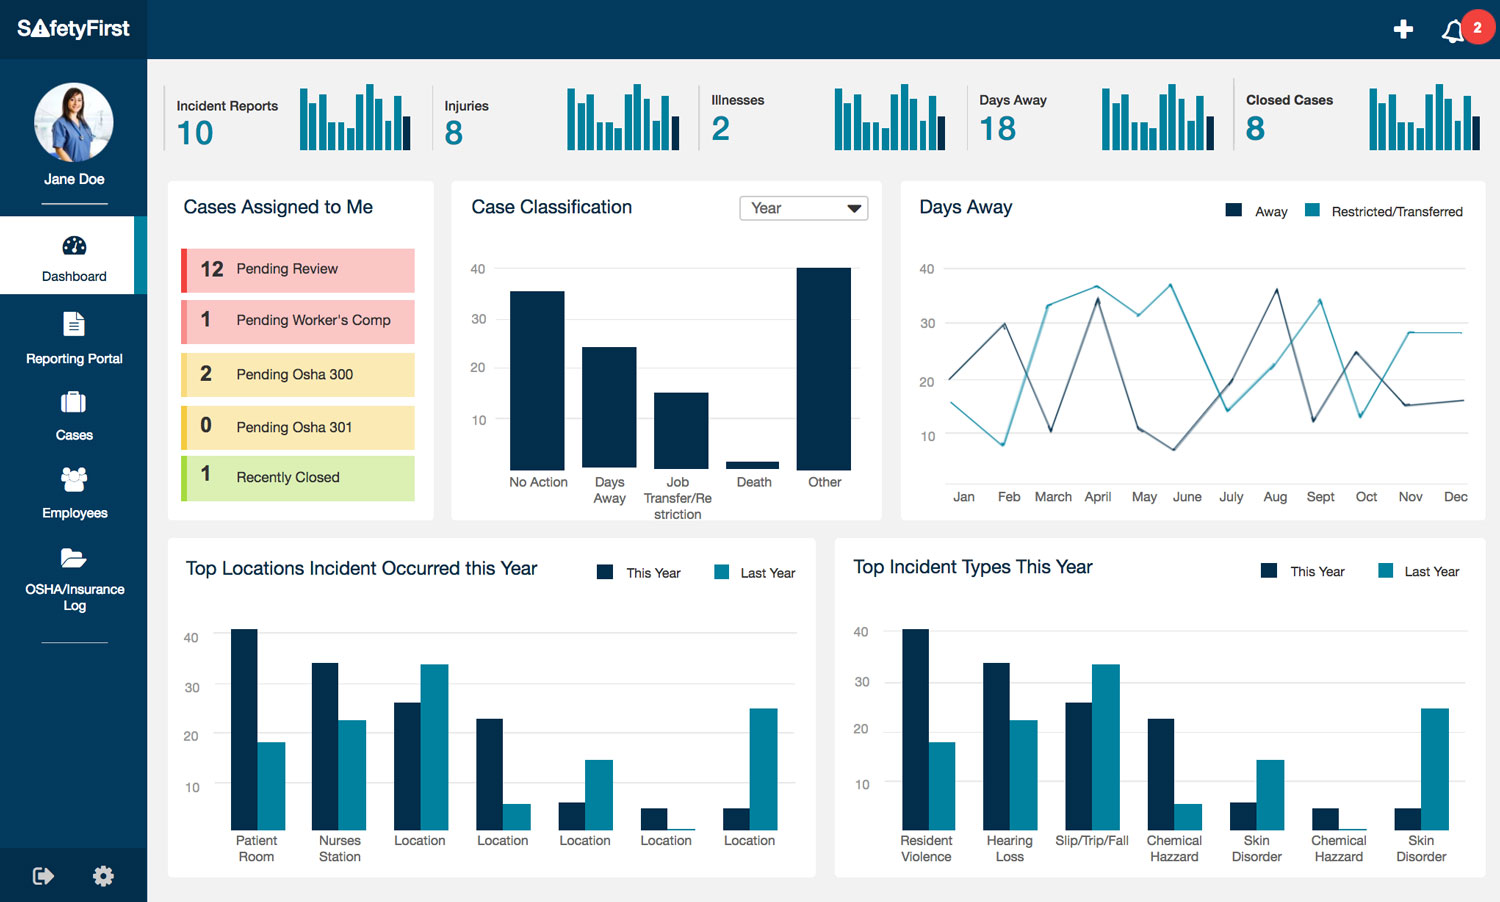 SAfetyFirst
2
Jane Doe
Dashboard
Reporting Portal
Cases
Employees
OSHA/Insurance
Log
Incident Reports
10
Injuries
8
Illnesses
2
Days Away
18
Closed Cases
8
Cases Assigned to Me
12 Pending Review
1 Pending Worker's Comp
2 Pending Osha 300
0 Pending Osha 301
1 Recently Closed
Case Classification
Year
40
30
20
10
No Action
Days
Away
Job
Transfer/Re
striction
Death
Other
Days Away
Away
Restricted/Transferred
40
30
20
10
Jan Feb March April May June July Aug Sept Oct Nov Dec
Top Locations Incident Occurred this Year
This Year
Last Year
40
30
20
10
Patient
Room
Nurses
Station
Location
Location
Location
Location
Location
Top Incident Types This Year
This Year
Last Year
40
30
20
10
Resident
Violence
Hearing
Loss
Slip/Trip/Fall
Chemical
Hazzard
Skin
Disorder
Chemical
Hazzard
Skin
Disorder